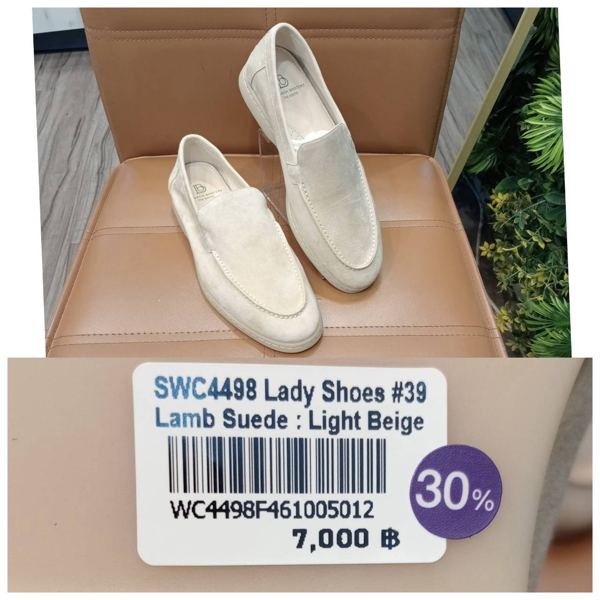 SWC4498 Lady Shoes #39
Lamb Suede : Light Beige
WC4498F461005012
7,000 ฿
30%